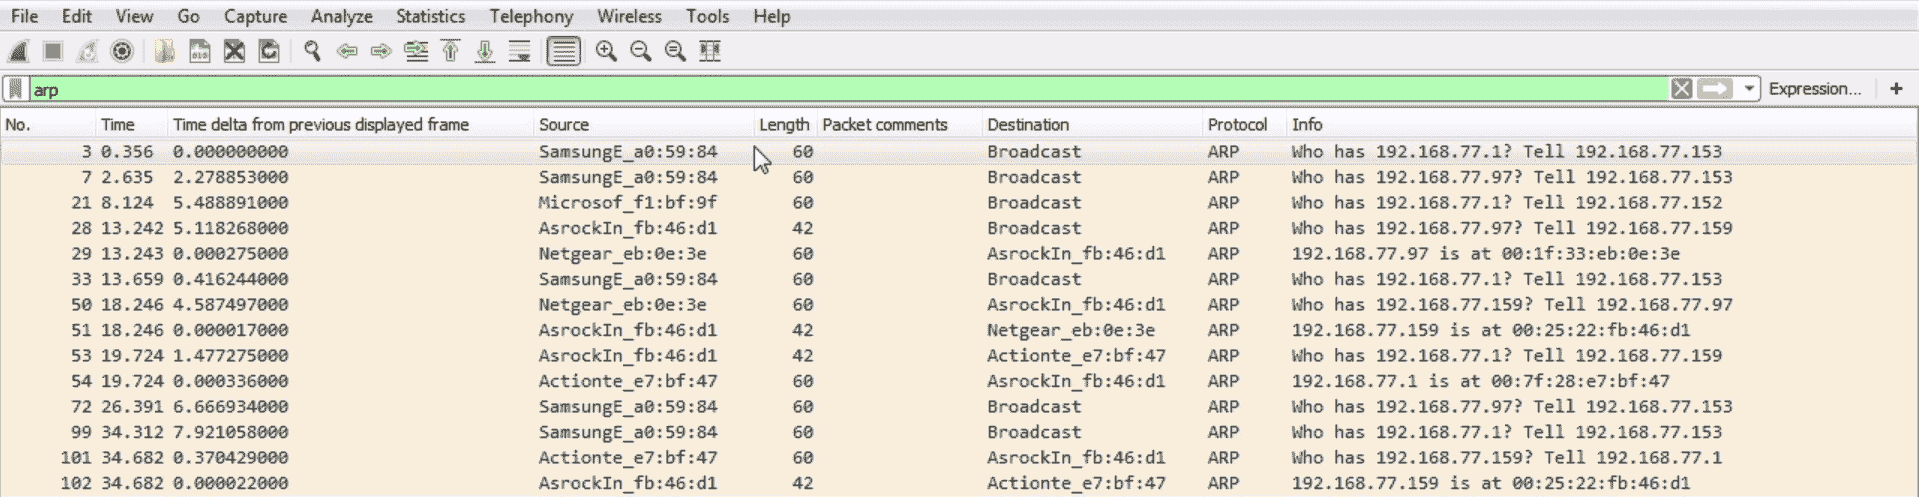 File Edit View Go Capture Analyze Statistics Telephony Wireless Tools Help
arp Expression... +
No. Time Time delta from previous displayed frame Source Length Packet comments Destination Protocol Info
3 0.356 0.000000000 SamsungE_a0:59:84 60 Broadcast ARP Who has 192.168.77.1? Tell 192.168.77.153
7 2.635 2.278853000 SamsungE_a0:59:84 60 Broadcast ARP Who has 192.168.77.97? Tell 192.168.77.153
21 8.124 5.488891000 Microsof_f1:bf:9f 60 Broadcast ARP Who has 192.168.77.1? Tell 192.168.77.152
28 13.242 5.118268000 AsrockIn_fb:46:d1 42 Broadcast ARP Who has 192.168.77.97? Tell 192.168.77.159
29 13.243 0.000275000 Netgear_eb:0e:3e 60 AsrockIn_fb:46:d1 ARP 192.168.77.97 is at 00:1f:33:eb:0e:3e
33 13.659 0.416244000 SamsungE_a0:59:84 60 Broadcast ARP Who has 192.168.77.1? Tell 192.168.77.153
50 18.246 4.587497000 Netgear_eb:0e:3e 60 AsrockIn_fb:46:d1 ARP Who has 192.168.77.159? Tell 192.168.77.97
51 18.246 0.000017000 AsrockIn_fb:46:d1 42 Netgear_eb:0e:3e ARP 192.168.77.159 is at 00:25:22:fb:46:d1
53 19.724 1.477275000 AsrockIn_fb:46:d1 42 Actionte_e7:bf:47 ARP Who has 192.168.77.1? Tell 192.168.77.159
54 19.724 0.000336000 Actionte_e7:bf:47 60 AsrockIn_fb:46:d1 ARP 192.168.77.1 is at 00:7f:28:e7:bf:47
72 26.391 6.666934000 SamsungE_a0:59:84 60 Broadcast ARP Who has 192.168.77.97? Tell 192.168.77.153
99 34.312 7.921058000 SamsungE_a0:59:84 60 Broadcast ARP Who has 192.168.77.1? Tell 192.168.77.153
101 34.682 0.370429000 Actionte_e7:bf:47 60 AsrockIn_fb:46:d1 ARP Who has 192.168.77.159? Tell 192.168.77.1
102 34.682 0.000022000 AsrockIn_fb:46:d1 42 Actionte_e7:bf:47 ARP 192.168.77.159 is at 00:25:22:fb:46:d1